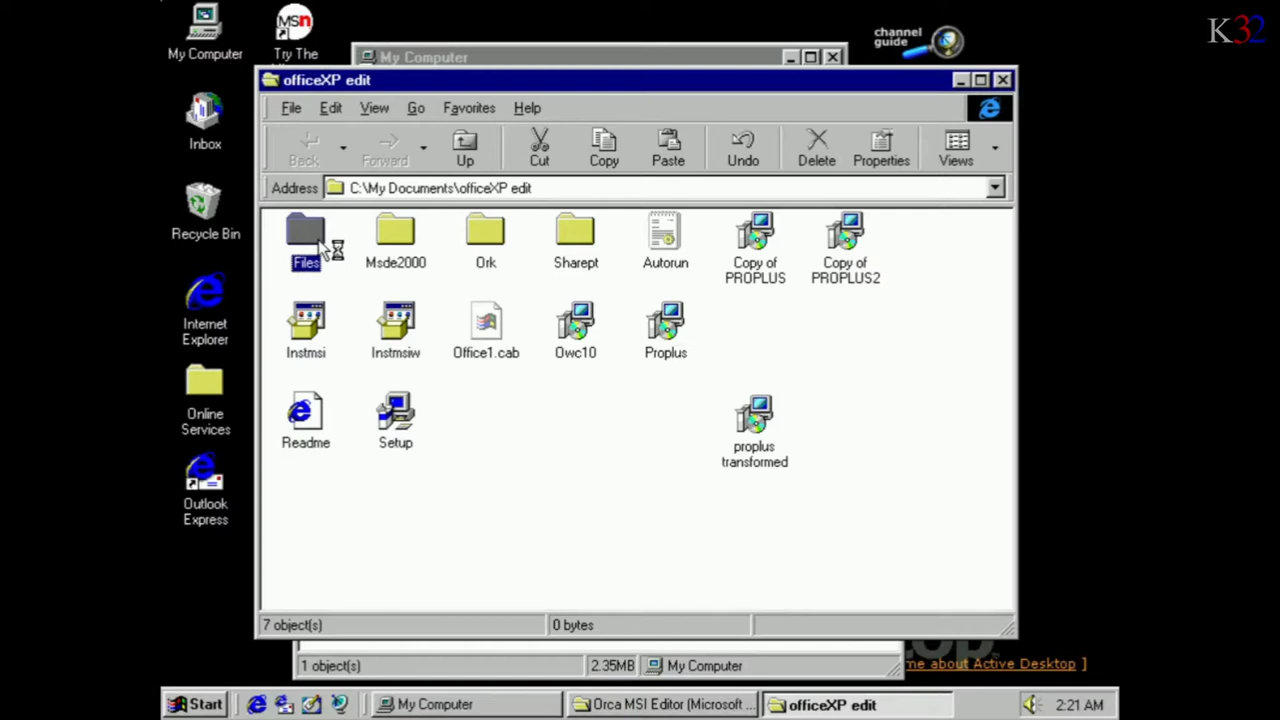 My Computer
MSN
Try The
channel
guide
K32
My Computer
officeXP edit
File Edit View Go Favorites Help
Back Forward Up Cut Copy Paste Undo Delete Properties Views
Address C:\My Documents\officeXP edit
Inbox
Recycle Bin
Internet
Explorer
Online
Services
Outlook
Express
Files Msde2000 Ork Sharept Autorun Copy of
PROPLUS Copy of
PROPLUS2
Instmsi Instmsiw Office1.cab Owc10 Proplus
Readme Setup proplus
transformed
7 object(s) 0 bytes
1 object(s) 2.35MB My Computer
me about Active Desktop ]
Start My Computer Orca MSI Editor (Microsoft ... officeXP edit 2:21 AM